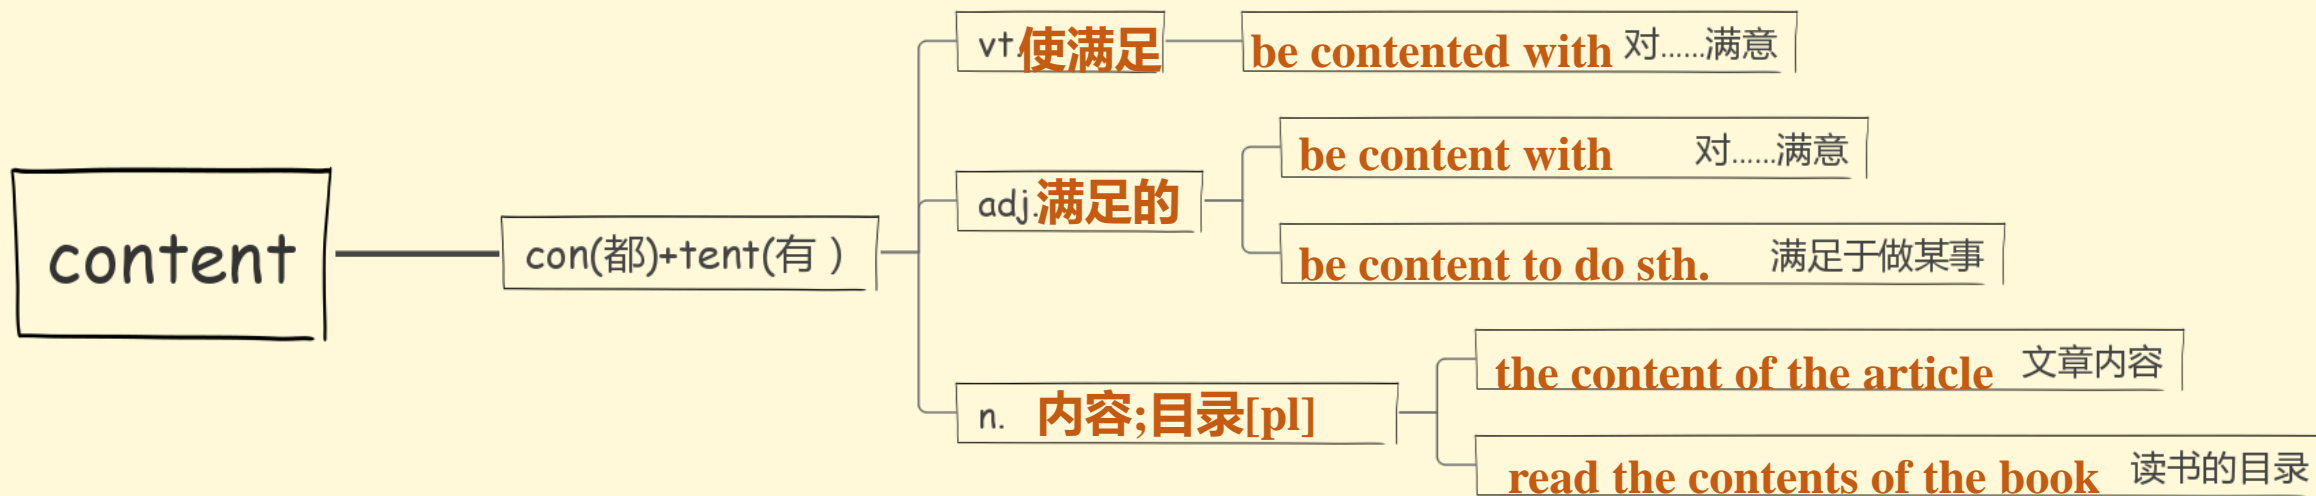 content
con(都)+tent(有 )
vt.使满足
be contented with 对......满意
adj.满足的
be content with 对......满意
be content to do sth. 满足于做某事
n. 内容;目录[pl]
the content of the article 文章内容
read the contents of the book 读书的目录